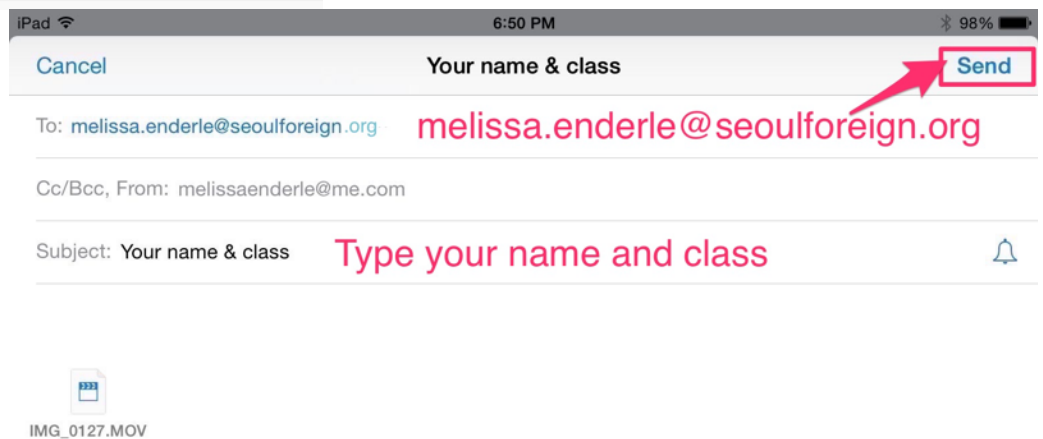 iPad 6:50 PM 98%
Cancel Your name & class Send
To: melissa.enderle@seoulforeign.org melissa.enderle@seoulforeign.org
Cc/Bcc, From: melissaenderle@me.com
Subject: Your name & class Type your name and class
IMG_0127.MOV